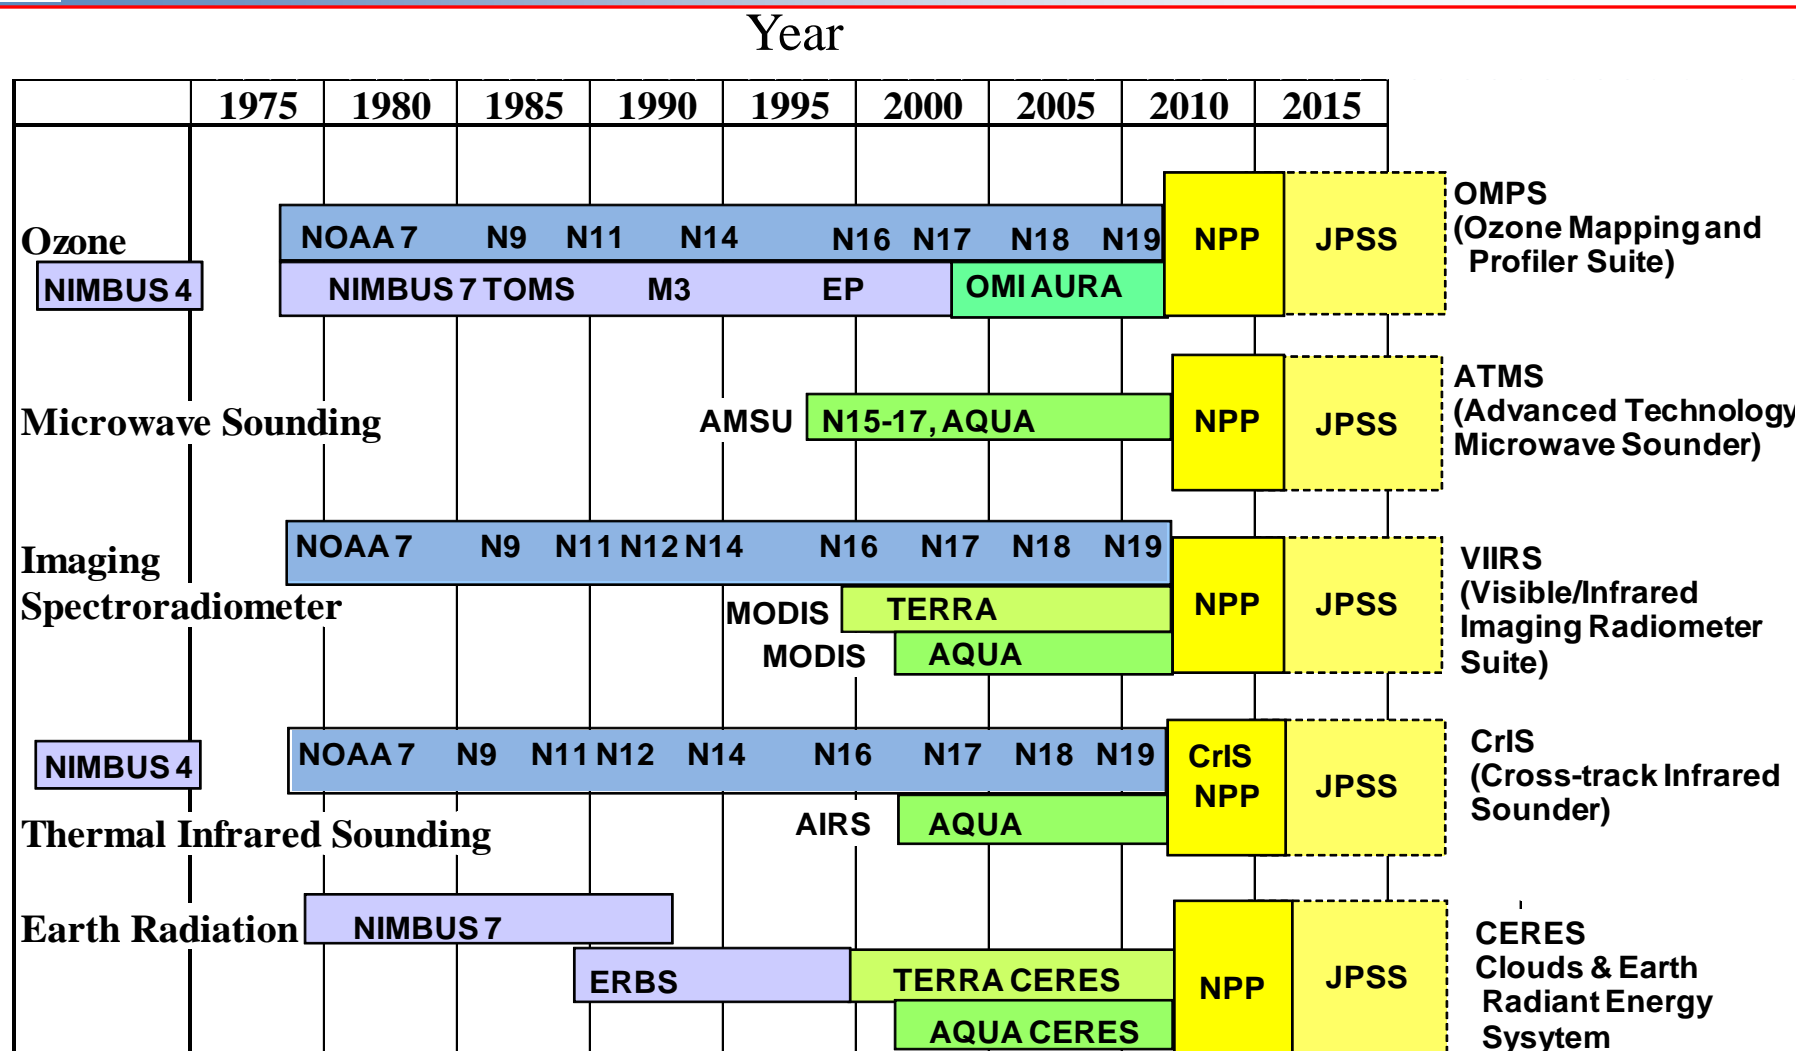 Year
1975 1980 1985 1990 1995 2000 2005 2010 2015
Ozone
NIMBUS 4
NOAA 7 N9 N11 N14 N16 N17 N18 N19
NIMBUS 7 TOMS M3 EP OMI AURA
NPP JPSS
OMPS
(Ozone Mapping and
Profiler Suite)
Microwave Sounding
AMSU N15-17, AQUA
NPP JPSS
ATMS
(Advanced Technology
Microwave Sounder)
Imaging
Spectroradiometer
NOAA 7 N9 N11 N12 N14 N16 N17 N18 N19
MODIS TERRA
MODIS AQUA
NPP JPSS
VIIRS
(Visible/Infrared
Imaging Radiometer
Suite)
NIMBUS 4
Thermal Infrared Sounding
NOAA 7 N9 N11 N12 N14 N16 N17 N18 N19
AIRS AQUA
CrIS
NPP JPSS
CrIS
(Cross-track Infrared
Sounder)
Earth Radiation
NIMBUS 7
ERBS TERRA CERES
AQUA CERES
NPP JPSS
CERES
Clouds & Earth
Radiant Energy
Sysytem